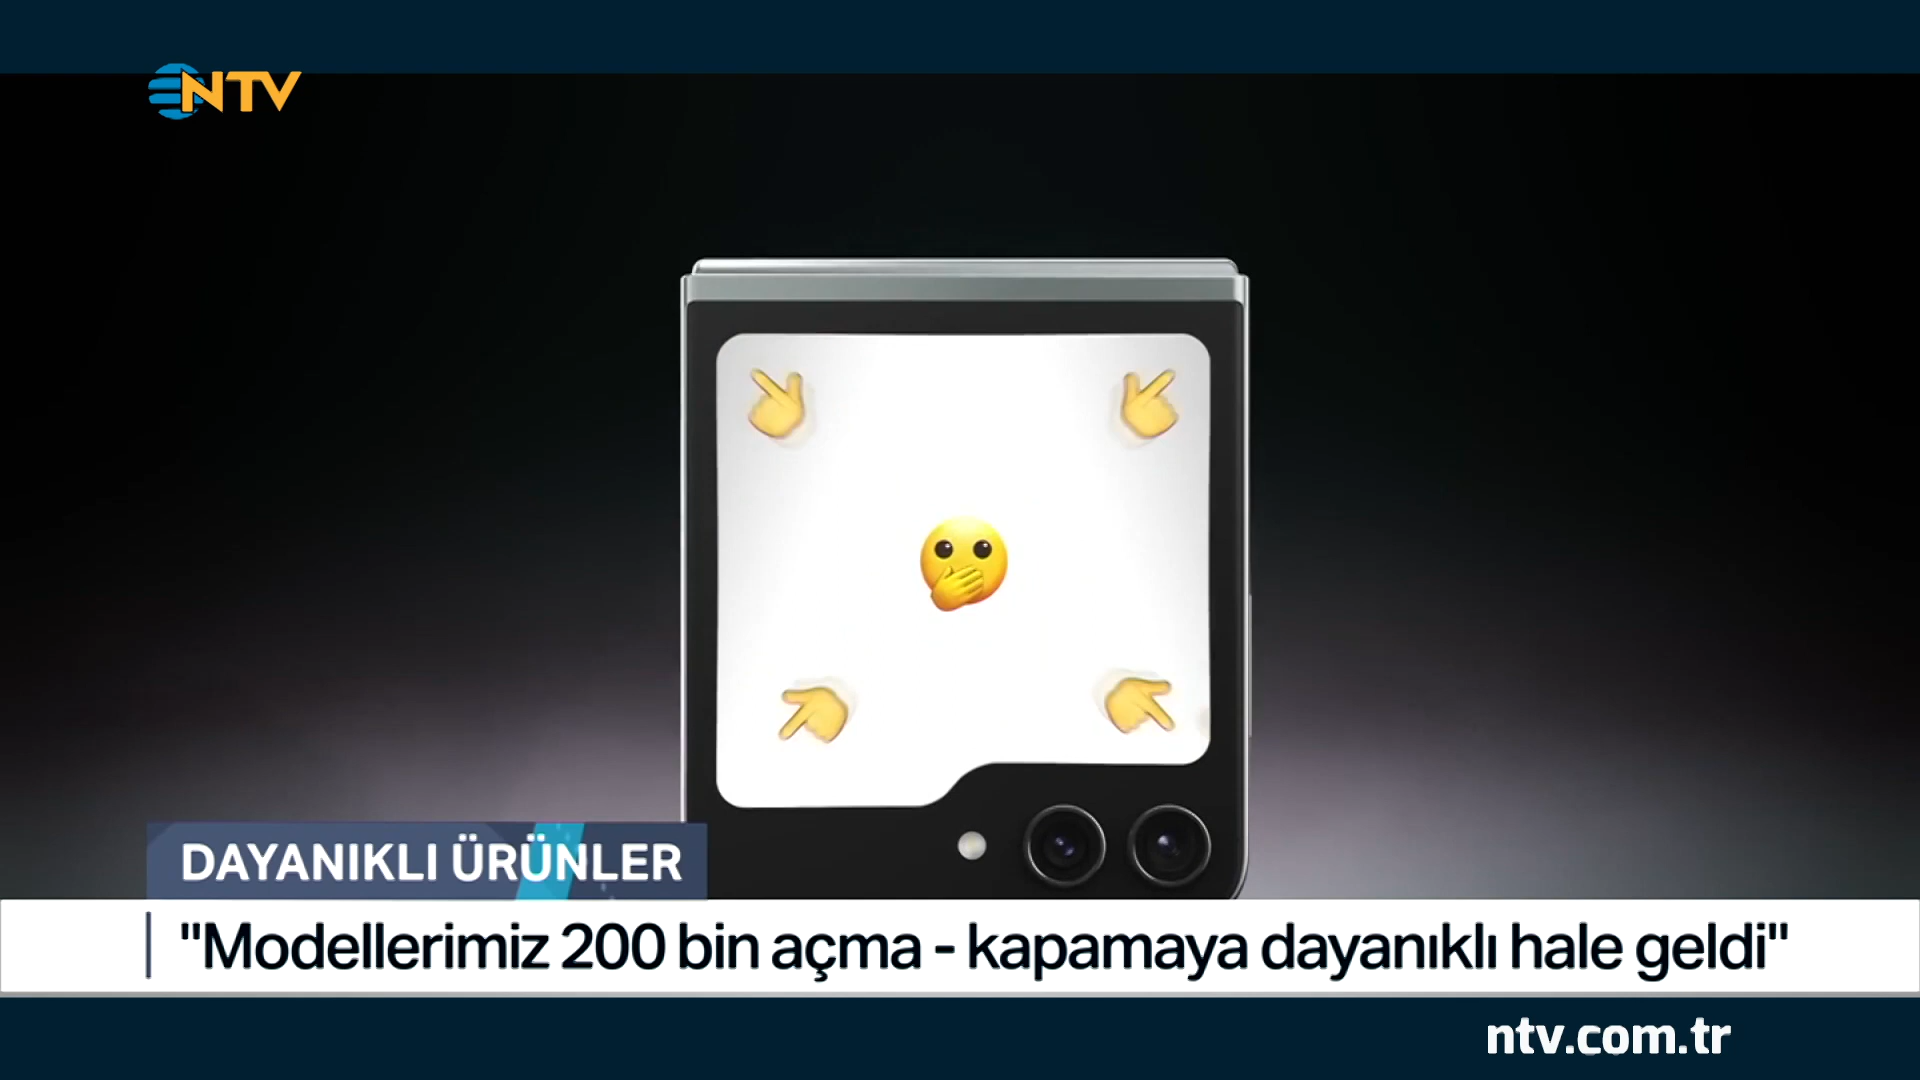 NTV
DAYANIKLI ÜRÜNLER
"Modellerimiz 200 bin açma - kapamaya dayanıklı hale geldi"
ntv.com.tr